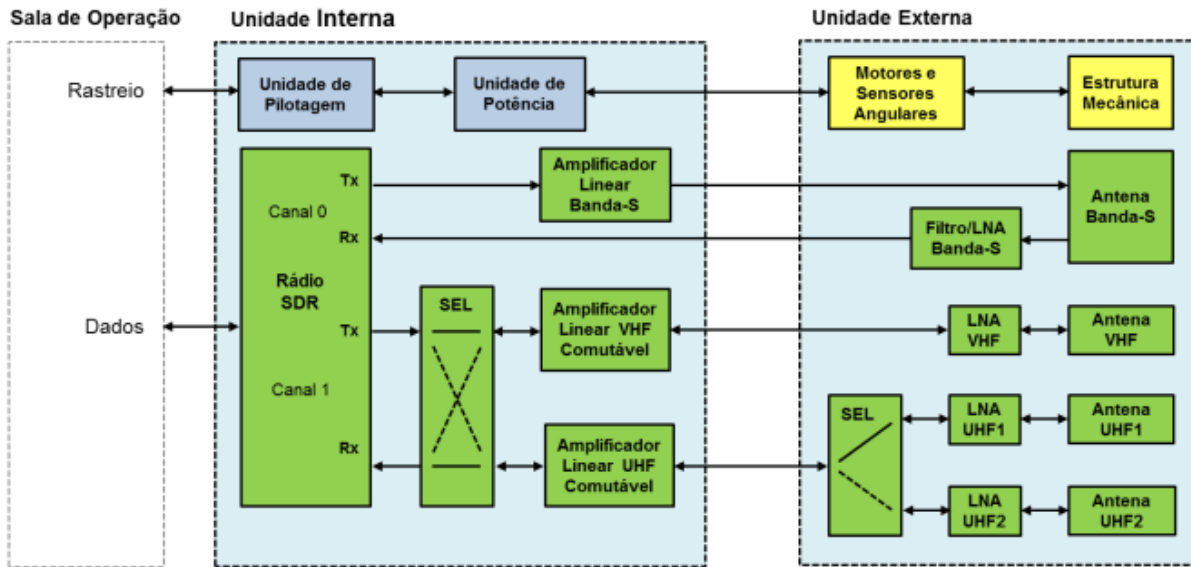 Sala de Operação
Unidade Interna
Unidade Externa
Rastreio
Unidade de
Pilotagem
Unidade de
Potência
Motores e
Sensores
Angulares
Estrutura
Mecânica
Tx
Canal 0
Rx
Rádio
SDR
Tx
Canal 1
Rx
Amplificador
Linear
Banda-S
Antena
Banda-S
Filtro/LNA
Banda-S
Dados
SEL
Amplificador
Linear VHF
Comutável
LNA
VHF
Antena
VHF
Amplificador
Linear UHF
Comutável
SEL
LNA
UHF1
Antena
UHF1
LNA
UHF2
Antena
UHF2